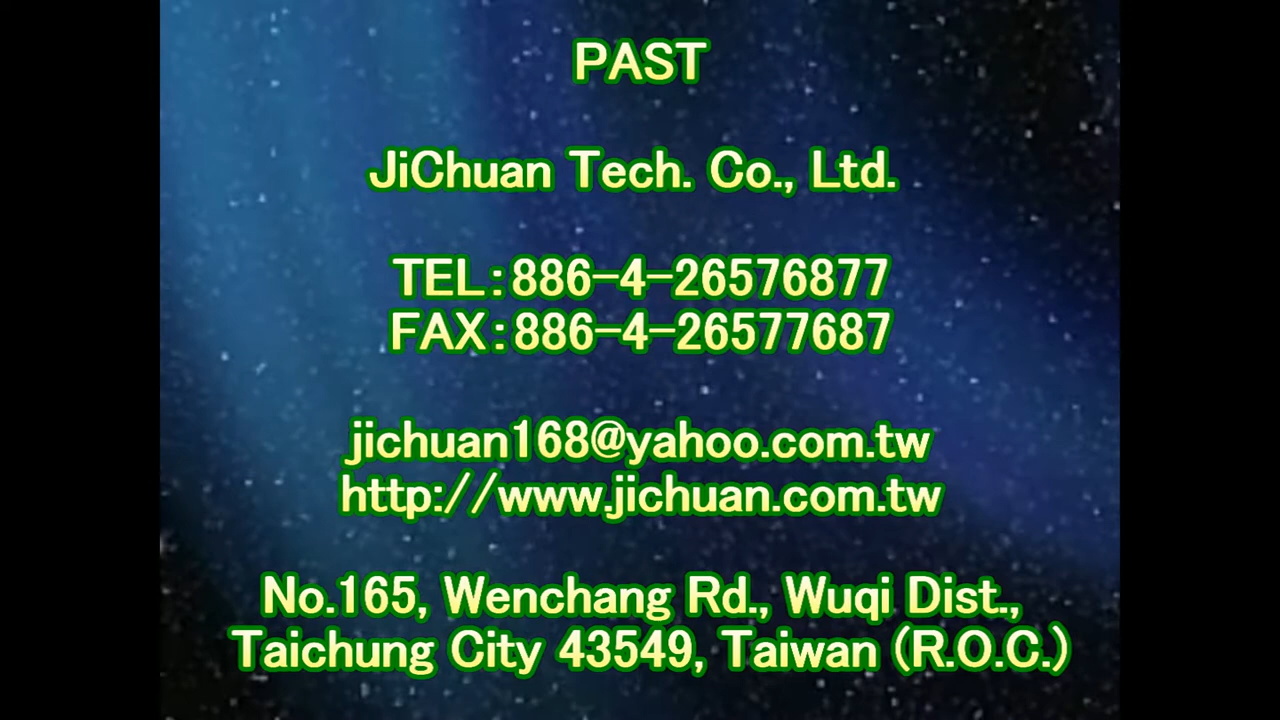 PAST
JiChuan Tech. Co., Ltd.
TEL:886-4-26576877
FAX:886-4-26577687
jichuan168@yahoo.com.tw
http://www.jichuan.com.tw
No.165, Wenchang Rd., Wuqi Dist.,
Taichung City 43549, Taiwan (R.O.C.)